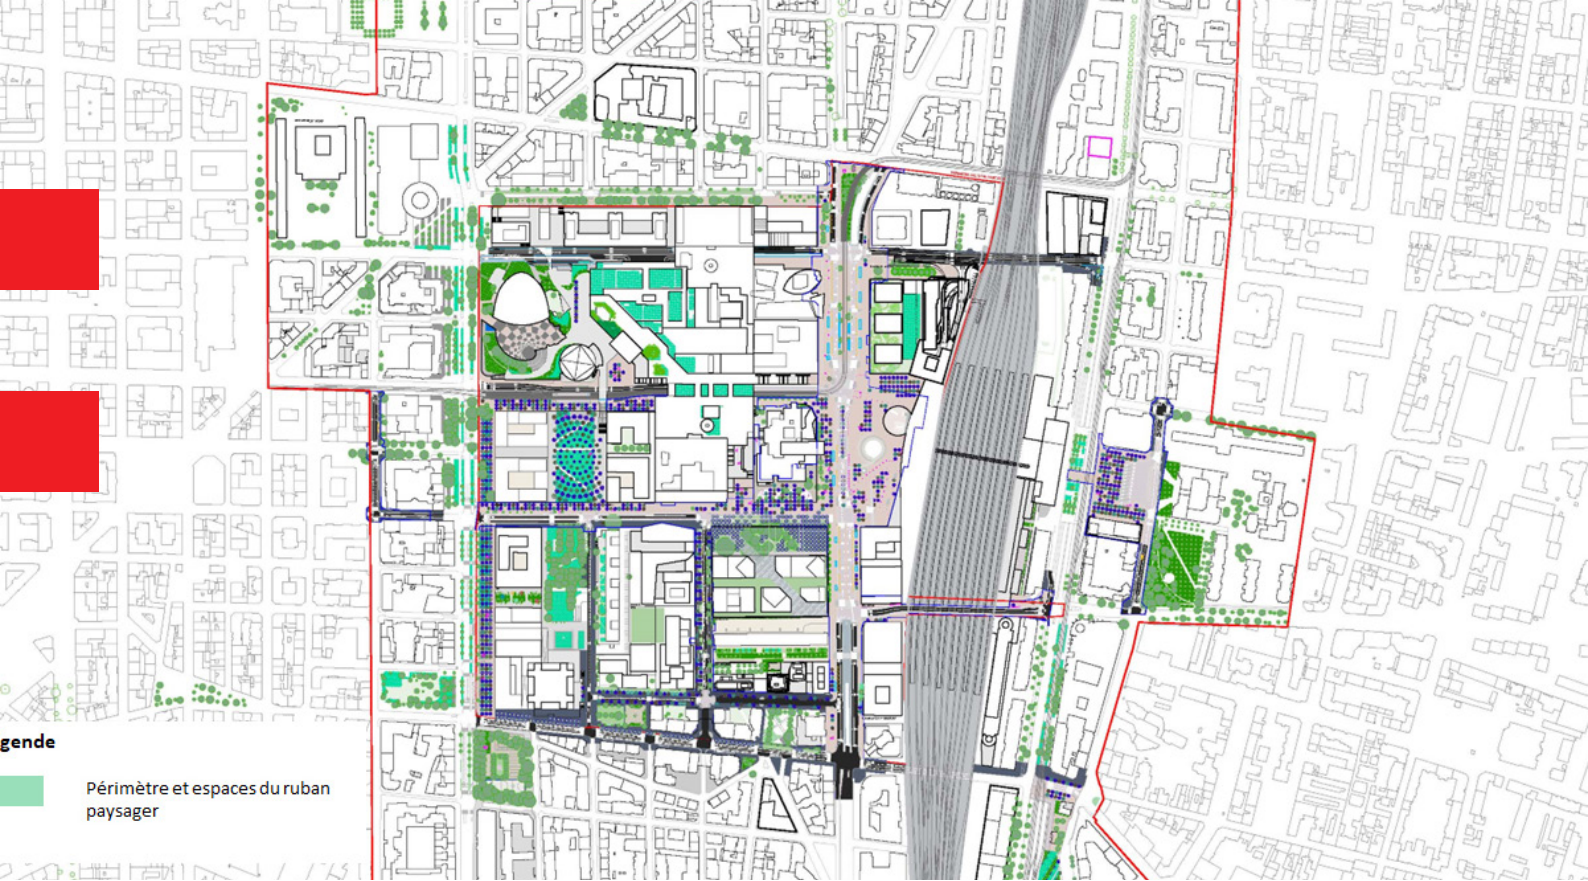 gende
Périmètre et espaces du ruban
paysager